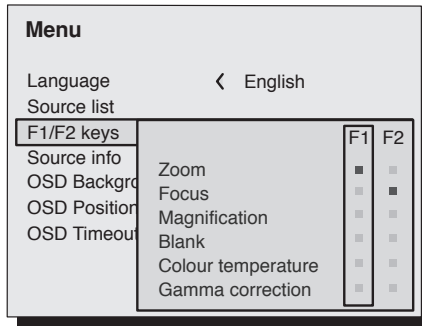 Menu
Language < English
Source list
F1/F2 keys
F1 F2
Source info
OSD Backgro
OSD Position
OSD Timeout
Zoom
Focus
Magnification
Blank
Colour temperature
Gamma correction